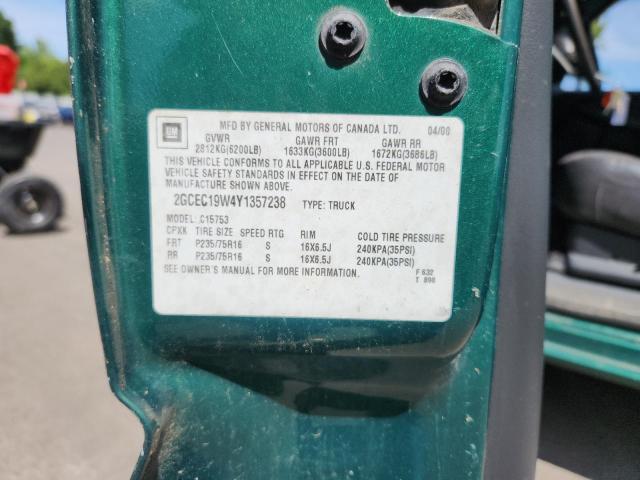 GM
MFD BY GENERAL MOTORS OF CANADA LTD. 04/00
GVWR GAWR FRT GAWR RR
2812KG(6200LB) 1633KG(3600LB) 1672KG(3686LB)
THIS VEHICLE CONFORMS TO ALL APPLICABLE U.S. FEDERAL MOTOR
VEHICLE SAFETY STANDARDS IN EFFECT ON THE DATE OF
MANUFACTURE SHOWN ABOVE.
2GCEC19W4Y1357238 TYPE: TRUCK
MODEL: C15753
CPXK TIRE SIZE SPEED RTG RIM COLD TIRE PRESSURE
FRT P235/75R16 S 16X6.5J 240KPA(35PSI)
RR P235/75R16 S 16X6.5J 240KPA(35PSI)
SEE OWNER'S MANUAL FOR MORE INFORMATION. F 632
T 890